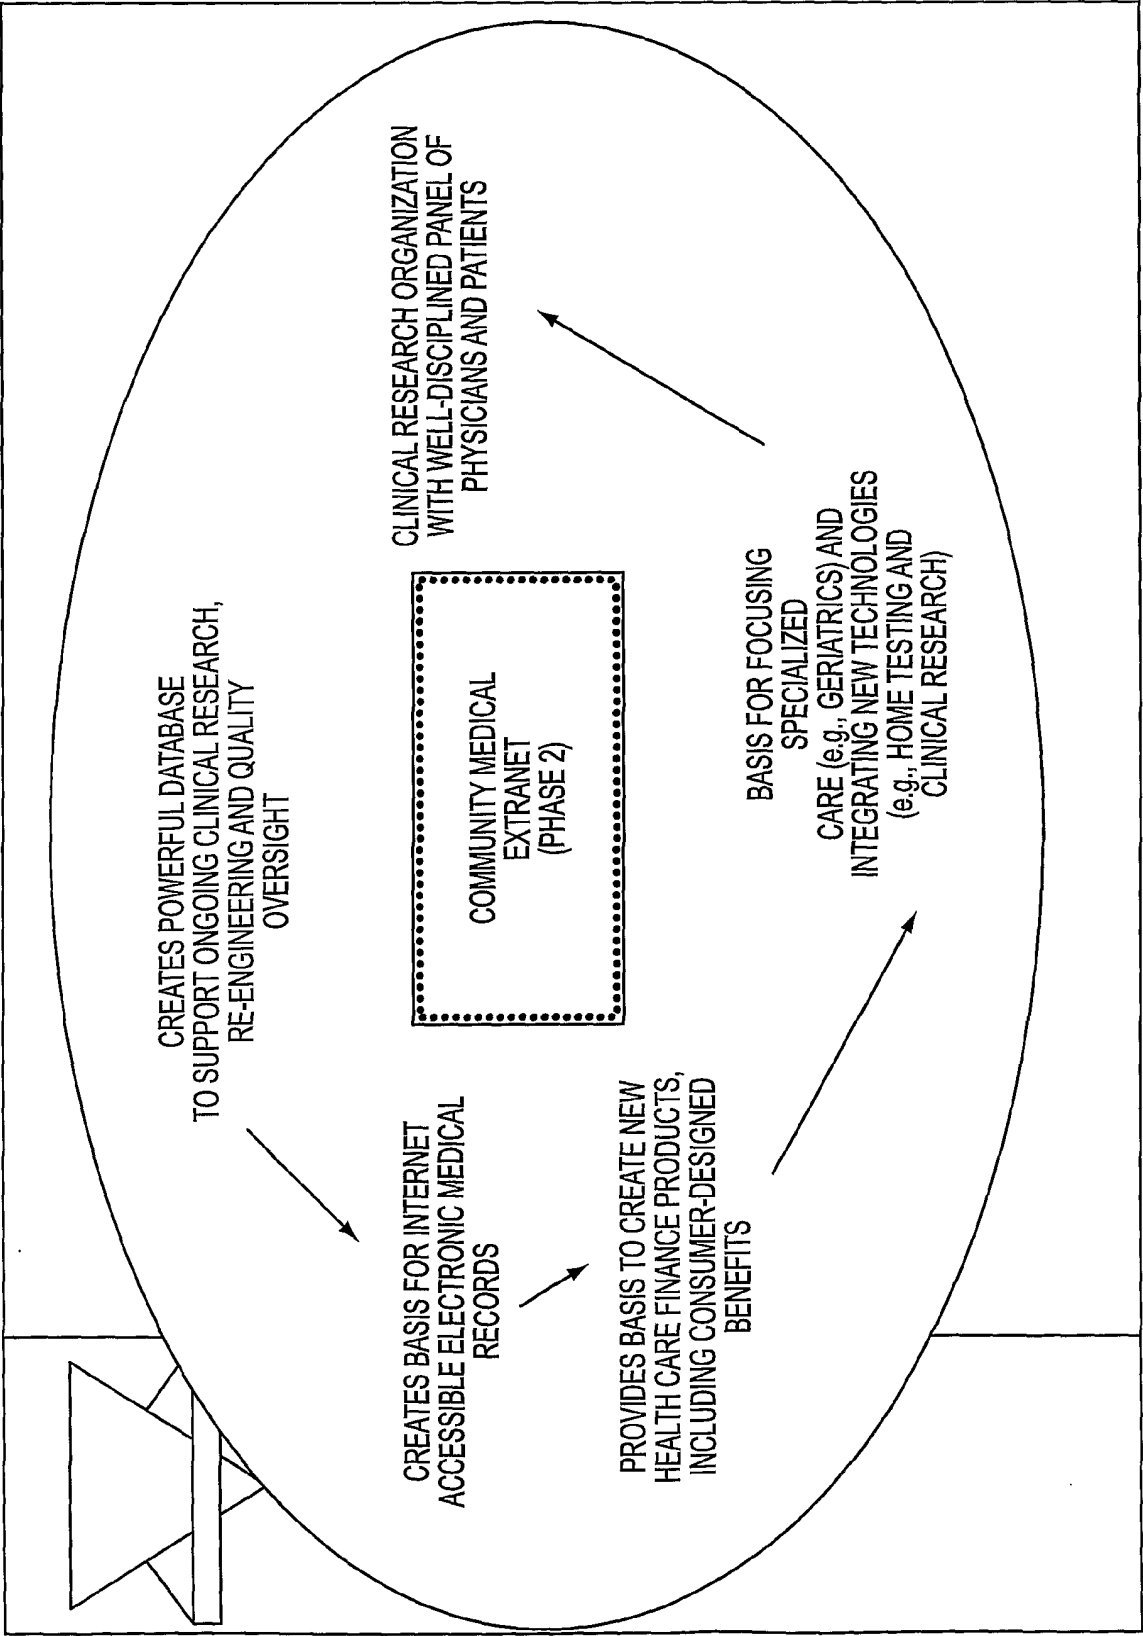 CREATES POWERFUL DATABASE
TO SUPPORT ONGOING CLINICAL RESEARCH,
RE-ENGINEERING AND QUALITY
OVERSIGHT
CREATES BASIS FOR INTERNET
ACCESSIBLE ELECTRONIC MEDICAL
RECORDS
COMMUNITY MEDICAL
EXTRANET
(PHASE 2)
CLINICAL RESEARCH ORGANIZATION
WITH WELL-DISCIPLINED PANEL OF
PHYSICIANS AND PATIENTS
PROVIDES BASIS TO CREATE NEW
HEALTH CARE FINANCE PRODUCTS,
INCLUDING CONSUMER-DESIGNED
BENEFITS
BASIS FOR FOCUSING
SPECIALIZED
CARE (e.g., GERIATRICS) AND
INTEGRATING NEW TECHNOLOGIES
(e.g., HOME TESTING AND
CLINICAL RESEARCH)